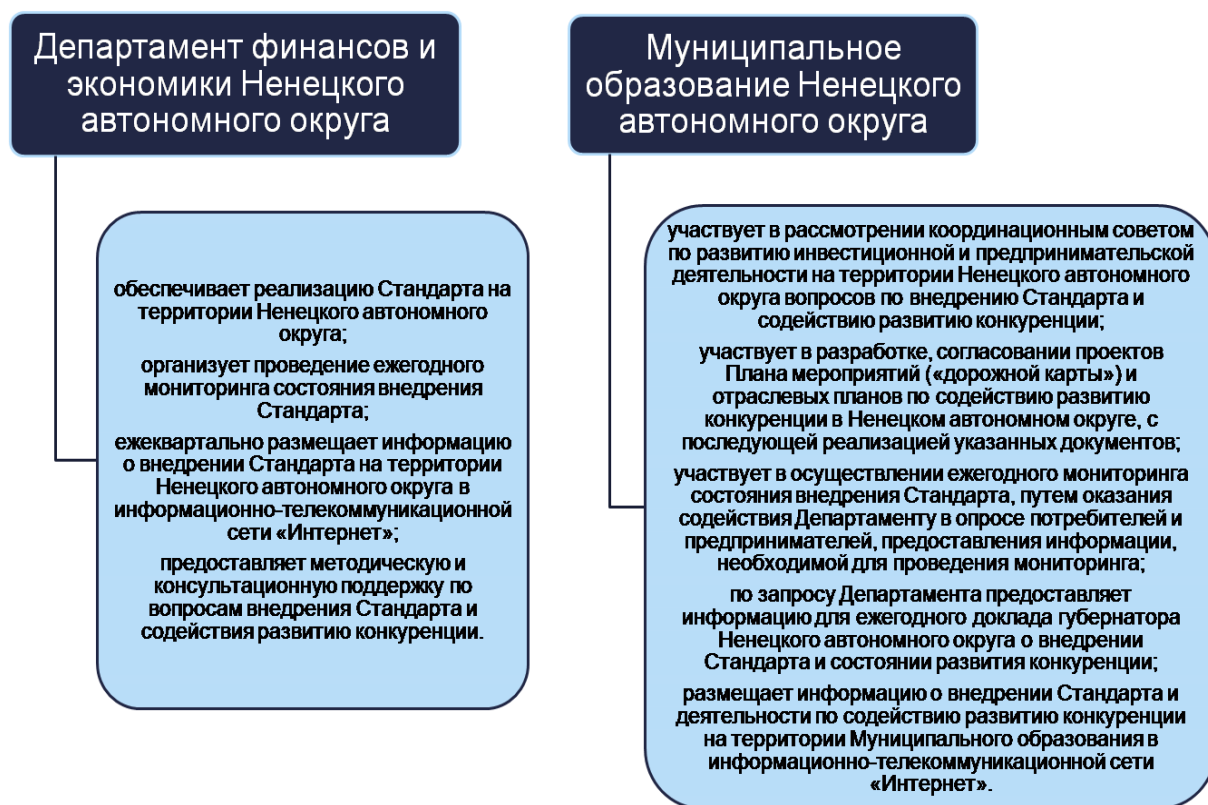 Департамент финансов и
экономики Ненецкого
автономного округа
обеспечивает реализацию Стандарта на
территории Ненецкого автономного
округа;
организует проведение ежегодного
мониторинга состояния внедрения
Стандарта;
ежеквартально размещает информацию
о внедрении Стандарта на территории
Ненецкого автономного округа в
информационно-телекоммуникационной
сети «Интернет»;
предоставляет методическую и
консультационную поддержку по
вопросам внедрения Стандарта и
содействия развитию конкуренции.
Муниципальное
образование Ненецкого
автономного округа
участвует в рассмотрении координационным советом
по развитию инвестиционной и предпринимательской
деятельности на территории Ненецкого автономного
округа вопросов по внедрению Стандарта и
содействию развитию конкуренции;
участвует в разработке, согласовании проектов
Плана мероприятий («дорожной карты») и
отраслевых планов по содействию развитию
конкуренции в Ненецком автономном округе, с
последующей реализацией указанных документов;
участвует в осуществлении ежегодного мониторинга
состояния внедрения Стандарта, путем оказания
содействия Департаменту в опросе потребителей и
предпринимателей, предоставления информации,
необходимой для проведения мониторинга;
по запросу Департамента предоставляет
информацию для ежегодного доклада губернатора
Ненецкого автономного округа о внедрении
Стандарта и состоянии развития конкуренции;
размещает информацию о внедрении Стандарта и
деятельности по содействию развитию конкуренции
на территории Муниципального образования в
информационно-телекоммуникационной сети
«Интернет».